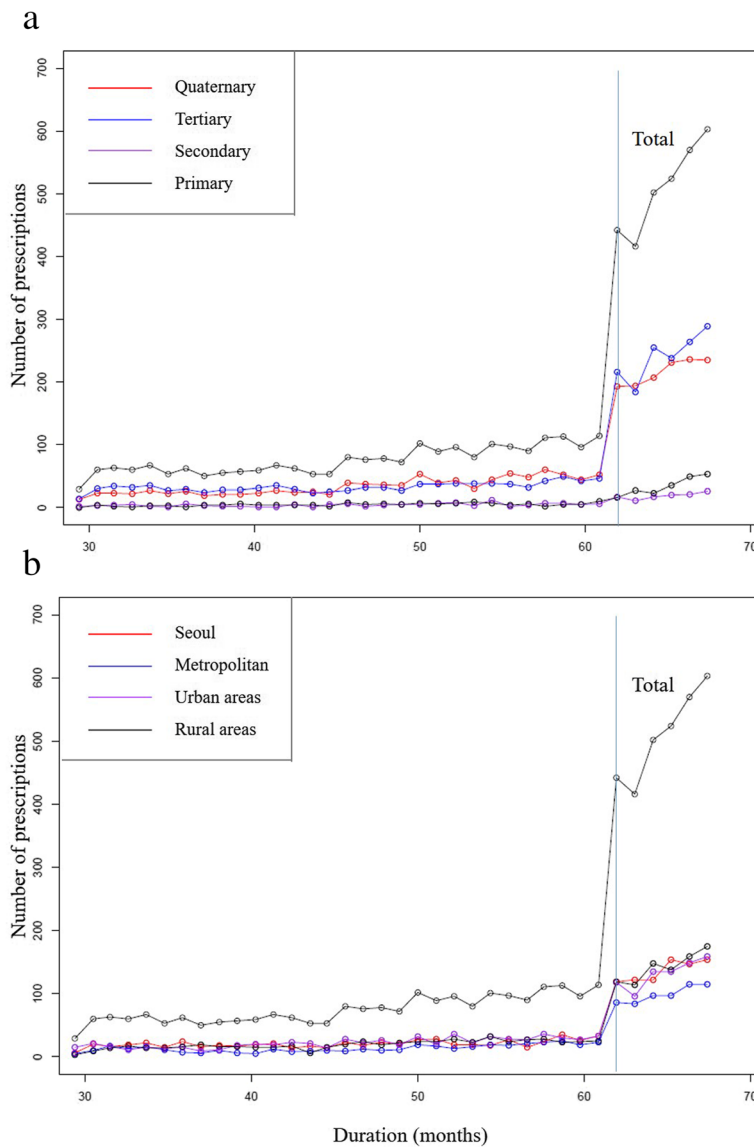 a
700
600
500
400
300
200
100
0
Number of prescriptions
Quaternary
Tertiary
Secondary
Primary
Total
30 40 50 60 70
b
700
600
500
400
300
200
100
0
Number of prescriptions
Seoul
Metropolitan
Urban areas
Rural areas
Total
30 40 50 60 70
Duration (months)